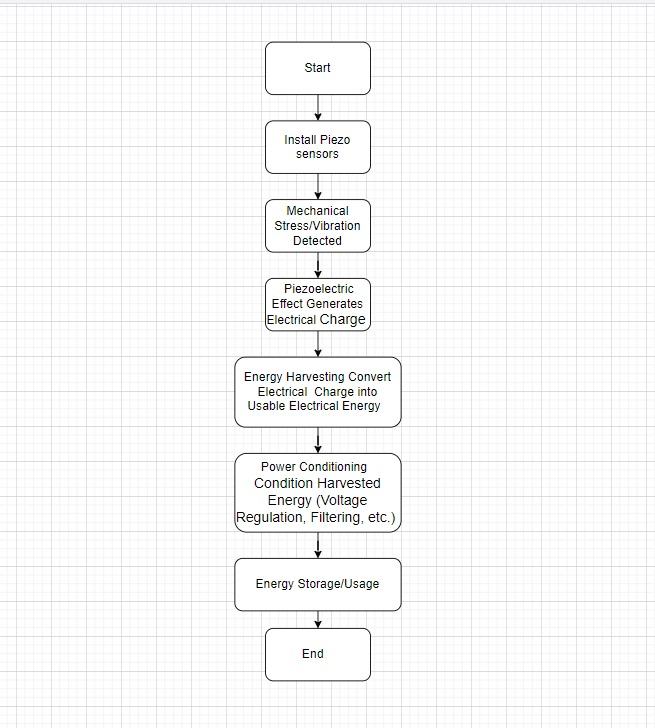 Start
Install Piezo
sensors
Mechanical
Stress/Vibration
Detected
Piezoelectric
Effect Generates
Electrical Charge
Energy Harvesting Convert
Electrical  Charge into
Usable Electrical Energy
Power Conditioning
Condition Harvested
Energy (Voltage
Regulation, Filtering, etc.)
Energy Storage/Usage
End